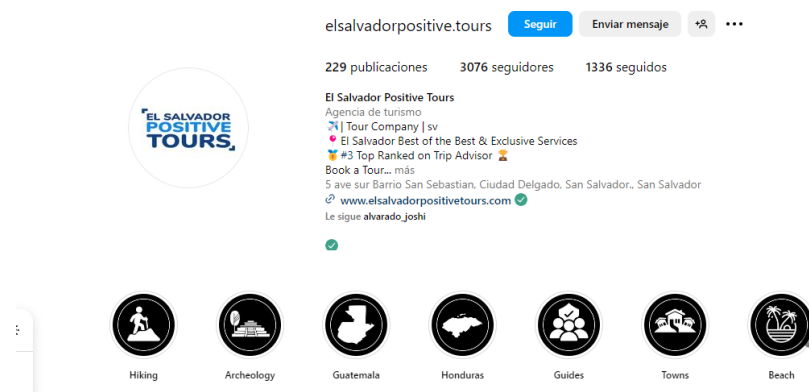 elsalvadorpositive.tours Seguir Enviar mensaje
229 publicaciones 3076 seguidores 1336 seguidos
EL SALVADOR
POSITIVE
TOURS
El Salvador Positive Tours
Agencia de turismo
✈️| Tour Company | sv
📍 El Salvador Best of the Best & Exclusive Services
🏅#3 Top Ranked on Trip Advisor 🏆
Book a Tour... más
5 ave sur Barrio San Sebastian, Ciudad Delgado, San Salvador., San Salvador
www.elsalvadorpositivetours.com
Le sigue alvarado_joshi
Hiking Archeology Guatemala Honduras Guides Towns Beach